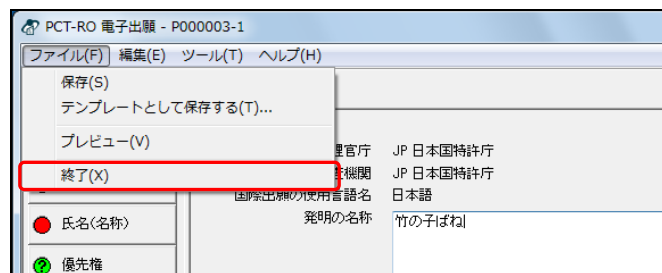 PCT-RO 電子出願 - P000003-1
ファイル(F) 編集(E) ツール(T) ヘルプ(H)
保存(S)
テンプレートとして保存する(T)...
プレビュー(V)
終了(X)
理官庁 JP 日本国特許庁
機関 JP 日本国特許庁
国際出願の使用言語名 日本語
発明の名称 竹の子ばね
氏名(名称)
優先権